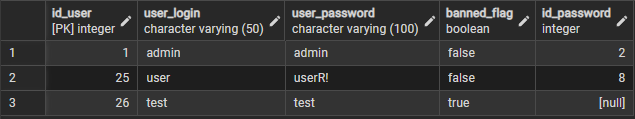 id_user user_login user_password banned_flag id_password
[PK] integer character varying (50) character varying (100) boolean integer
1 1 admin admin false 2
2 25 user userR! false 8
3 26 test test true [null]